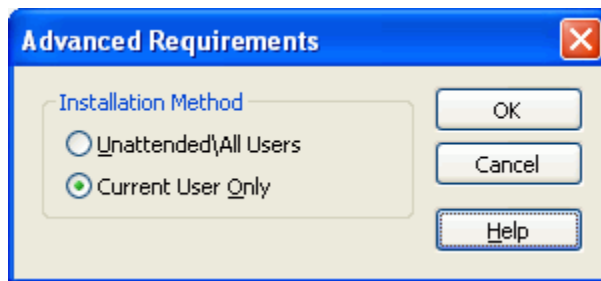 Advanced Requirements
Installation Method
Unattended\All Users
Current User Only
OK
Cancel
Help